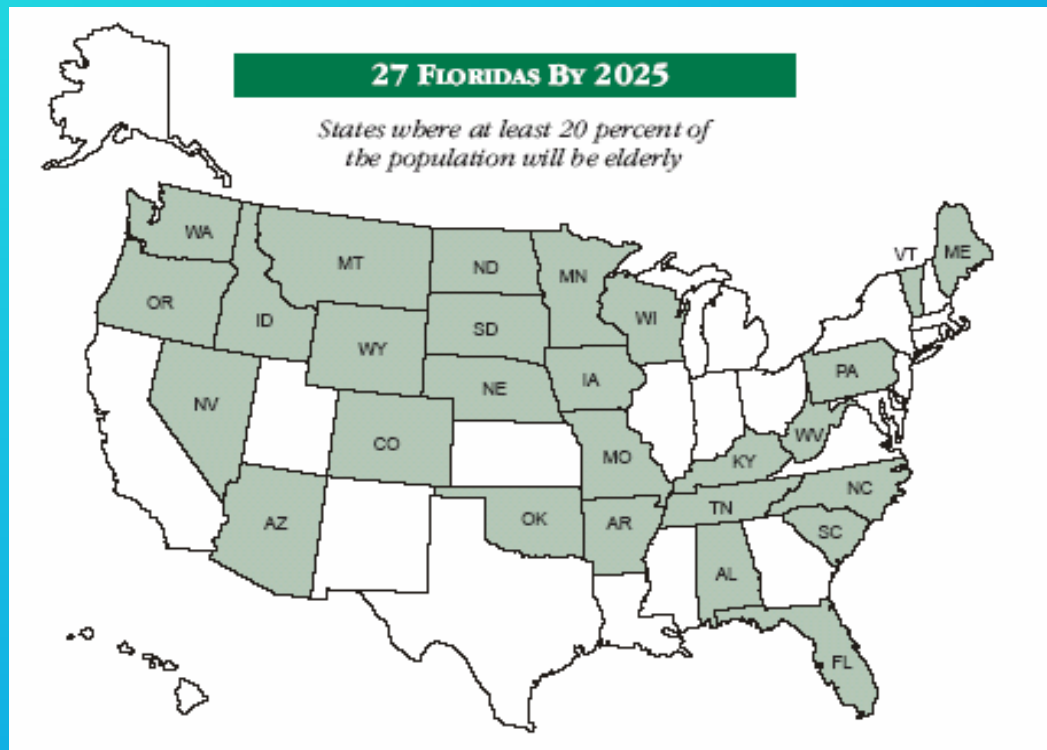 27 FLORIDAS BY 2025
States where at least 20 percent of
the population will be elderly
WA
MT
ND
MN
VT
ME
OR
ID
SD
WI
WY
NE
IA
PA
NV
CO
MO
KY
WV
AZ
OK
AR
TN
NC
SC
AL
FL